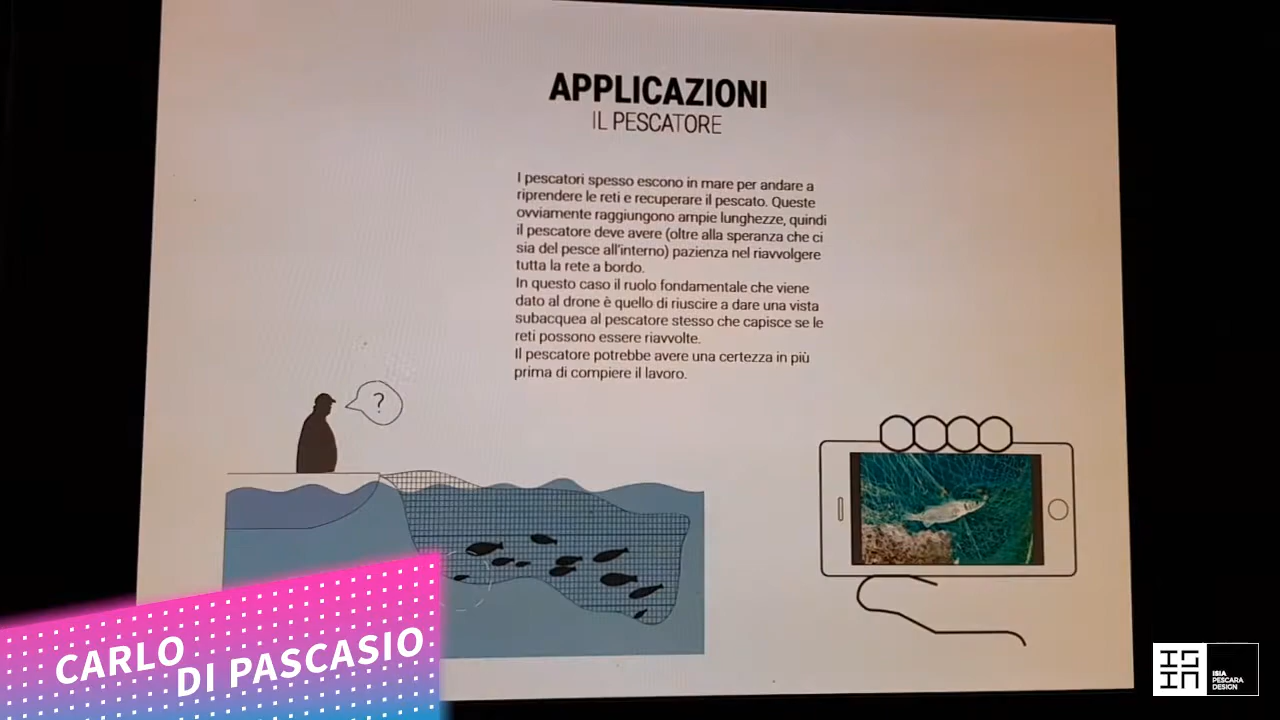 APPLICAZIONI
IL PESCATORE
I pescatori spesso escono in mare per andare a
riprendere le reti e recuperare il pescato. Queste
ovviamente raggiungono ampie lunghezze, quindi
il pescatore deve avere (oltre alla speranza che ci
sia del pesce all'interno) pazienza nel riavvolgere
tutta la rete a bordo.
In questo caso il ruolo fondamentale che viene
dato al drone è quello di riuscire a dare una vista
subacquea al pescatore stesso che capisce se le
reti possono essere riavvolte.
Il pescatore potrebbe avere una certezza in più
prima di compiere il lavoro.
?
CARLO
DI PASCASIO
ISIA
PESCARA
DESIGN